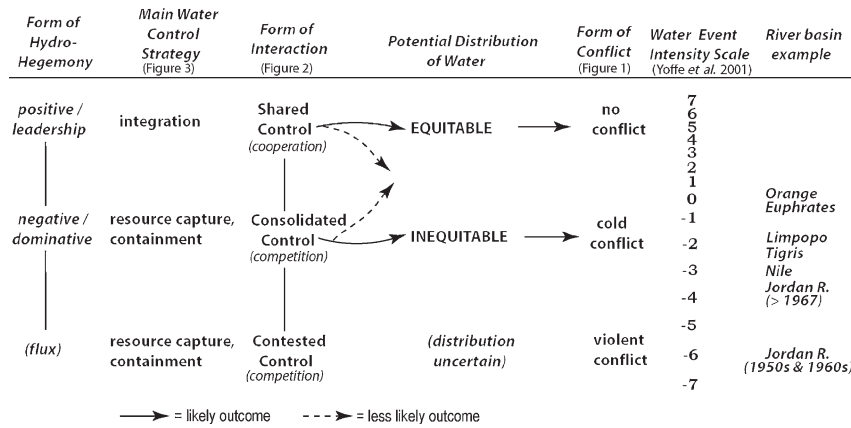 Form of
Hydro-
Hegemony
Main Water
Control
Strategy
(Figure 3)
Form of
Interaction
(Figure 2)
Potential Distribution
of Water
Form of
Conflict
(Figure 1)
Water Event
Intensity Scale
(Yoffe et al. 2001)
River basin
example
positive /
leadership
integration
Shared
Control
(cooperation)
EQUITABLE
no
conflict
7
6
5
4
3
2
1
0
-1
-2
-3
-4
-5
-6
-7
Orange
Euphrates
negative /
dominative
resource capture,
containment
Consolidated
Control
(competition)
INEQUITABLE
cold
conflict
Limpopo
Tigris
Nile
Jordan R.
(> 1967)
(flux)
resource capture,
containment
Contested
Control
(competition)
(distribution
uncertain)
violent
conflict
Jordan R.
(1950s & 1960s)
= likely outcome
= less likely outcome